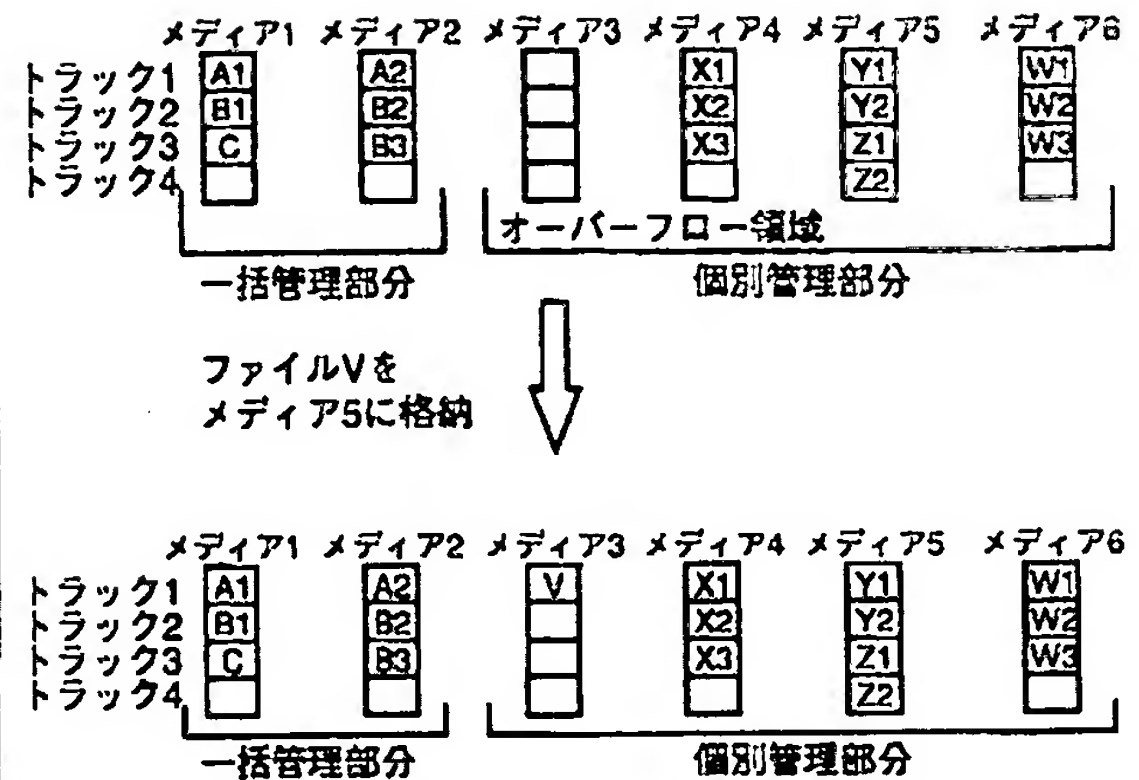 メディア1 メディア2 メディア3 メディア4 メディア5 メディア6
トラック1 A1 A2 X1 Y1 W1
トラック2 B1 B2 X2 Y2 W2
トラック3 C B3 X3 Z1 W3
トラック4 Z2
オーバーフロー領域
一括管理部分 個別管理部分
ファイルVを
メディア5に格納
メディア1 メディア2 メディア3 メディア4 メディア5 メディア6
トラック1 A1 A2 V X1 Y1 W1
トラック2 B1 B2 X2 Y2 W2
トラック3 C B3 X3 Z1 W3
トラック4 Z2
一括管理部分 個別管理部分